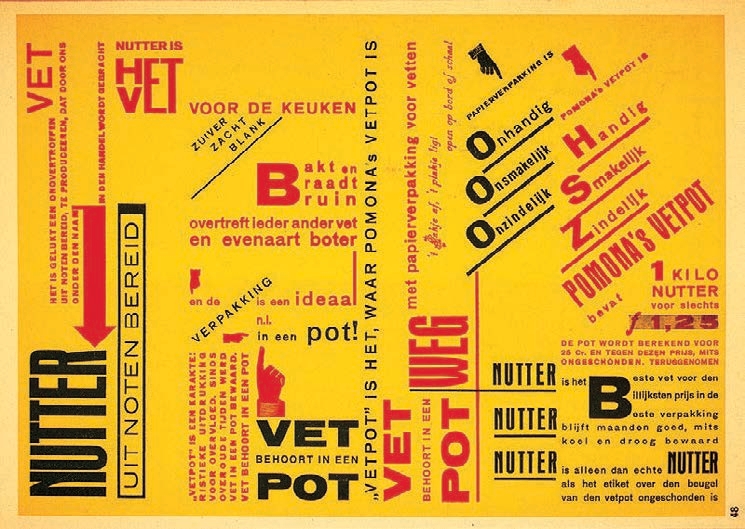 VET
HET IS GELUKT EEN ONOVERTROFFEN
UIT NOTEN BEREID, TE PRODUCEEREN, DAT DOOR ONS
ONDER DEN NAAM
IN DEN HANDEL WORDT GEBRACHT
NUTTER
UIT NOTEN BEREID
NUTTER IS
HET
VET
VOOR DE KEUKEN
ZUIVER
ZACHT
BLANK
Bakt en
Braadt
Bruin
overtreft ieder ander vet
en evenaart boter
en de
VERPAKKING
is een ideaal
n.l.
in een pot!
„VETPOT” IS EEN KARAKTE:
RISTIEKE UITDRUKKING
VOOR OVERVLOED. SINDS
OVEROUDE TIJDEN WERD
VET IN EEN POT BEWAARD.
VET BEHOORT IN EEN POT
VET
BEHOORT IN EEN
POT
„VETPOT” IS HET, WAAR POMONA's VETPOT IS
WEG met papierverpakking voor vetten
't plakje af, 't plakje ligt
open op bord of schaal
VET
BEHOORT IN EEN
POT
PAPIERVERPAKKING IS
Onhandig
Onsmakelijk
Onzindelijk
POMONA's VETPOT IS
Handig
Smakelijk
Zindelijk
POMONA'S VETPOT
bevat
1 KILO
NUTTER
voor slechts
ƒ 1,25
DE POT WORDT BEREKEND VOOR
25 Cr. EN TEGEN DEZEN PRIJS, MITS
ONGESCHONDEN. TERUGGENOMEN
NUTTER
is het Beste vet voor den
Billijksten prijs in de
NUTTER
Beste verpakking
blijft maanden goed, mits
koel en droog bewaard
NUTTER
is alleen dan echte NUTTER
als het etiket over den beugel
van den vetpot ongeschonden is
48